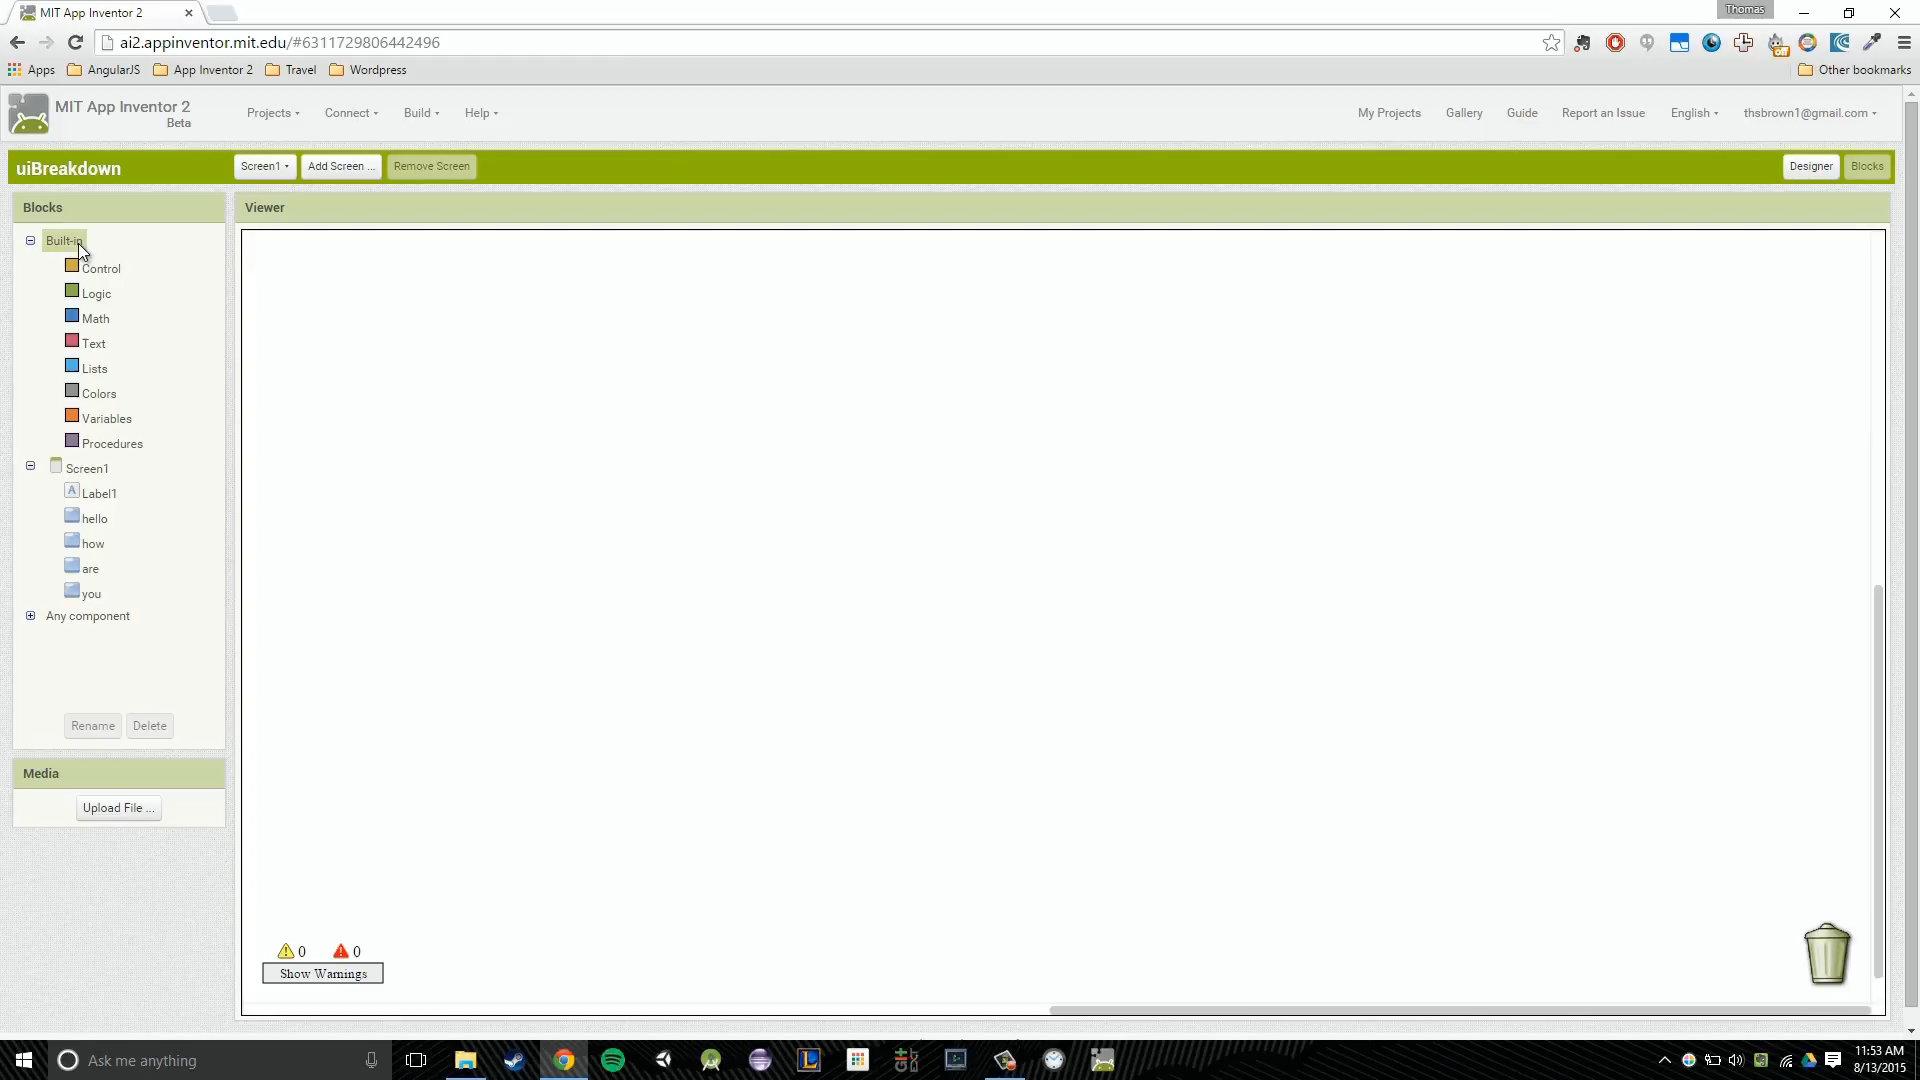 MIT App Inventor 2
Thomas
ai2.appinventor.mit.edu/#6311729806442496
Apps AngularJS App Inventor 2 Travel Wordpress Other bookmarks
MIT App Inventor 2
Beta
Projects Connect Build Help My Projects Gallery Guide Report an Issue English thsbrown1@gmail.com
uiBreakdown Screen1 Add Screen ... Remove Screen Designer Blocks
Blocks Viewer
Built-in
Control
Logic
Math
Text
Lists
Colors
Variables
Procedures
Screen1
A Label1
hello
how
are
you
Any component
Rename Delete
Media
Upload File ...
0 0
Show Warnings
Ask me anything
11:53 AM
8/13/2015